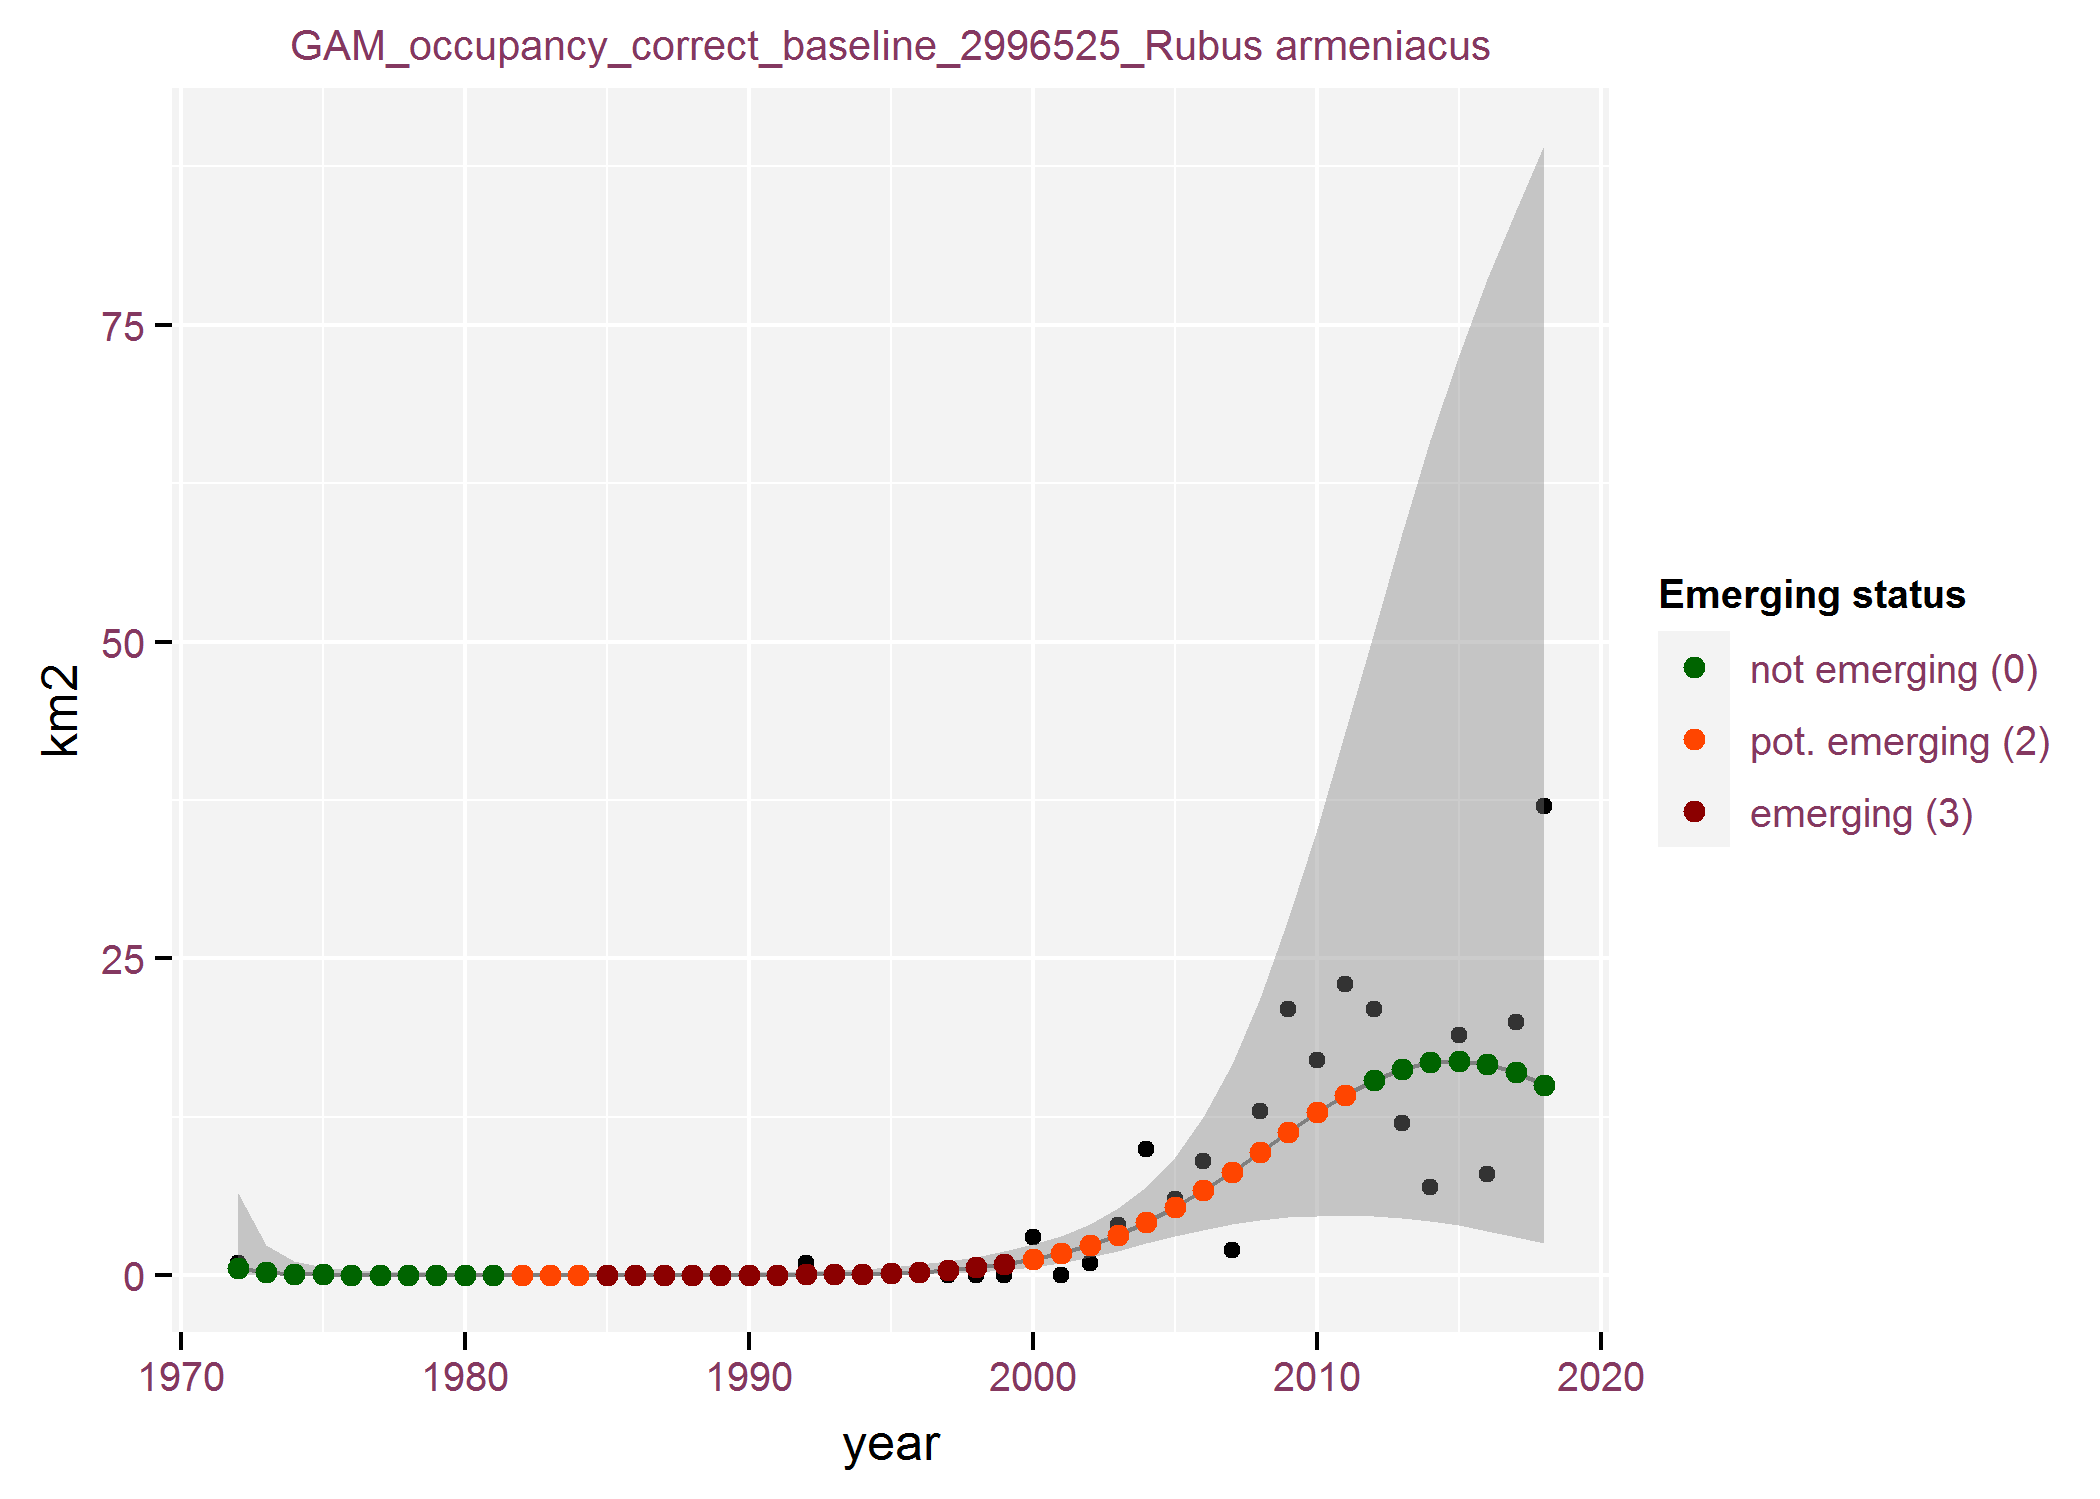 GAM_occupancy_correct_baseline_2996525_Rubus armeniacus
75
50
25
0
km2
1970 1980 1990 2000 2010 2020
year
Emerging status
not emerging (0)
pot. emerging (2)
emerging (3)